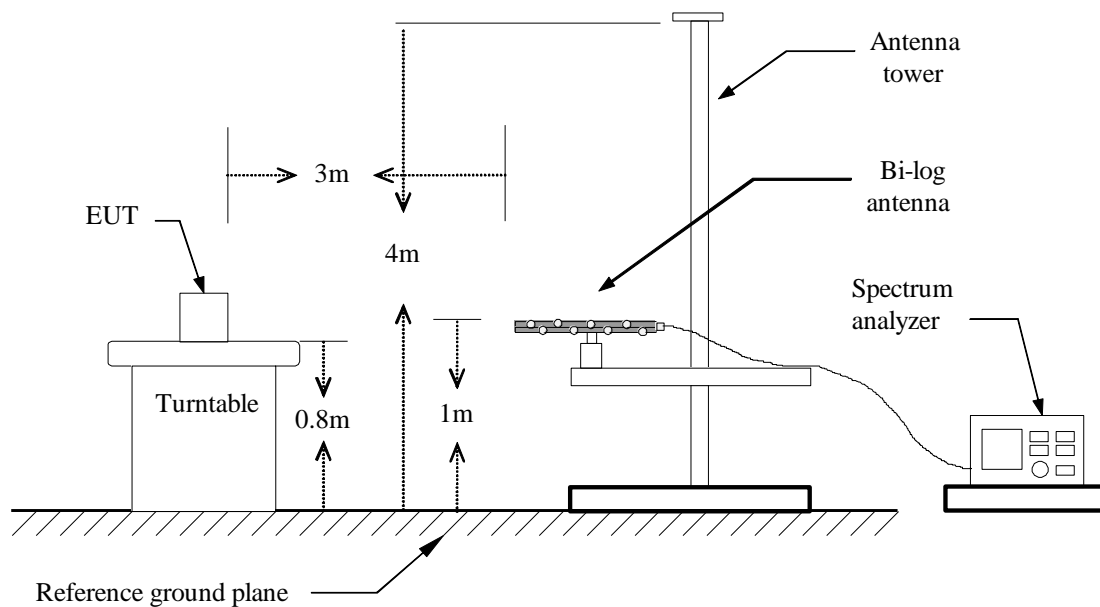 Antenna
tower
3m
Bi-log
antenna
EUT
4m
Spectrum
analyzer
Turntable
0.8m
1m
Reference ground plane